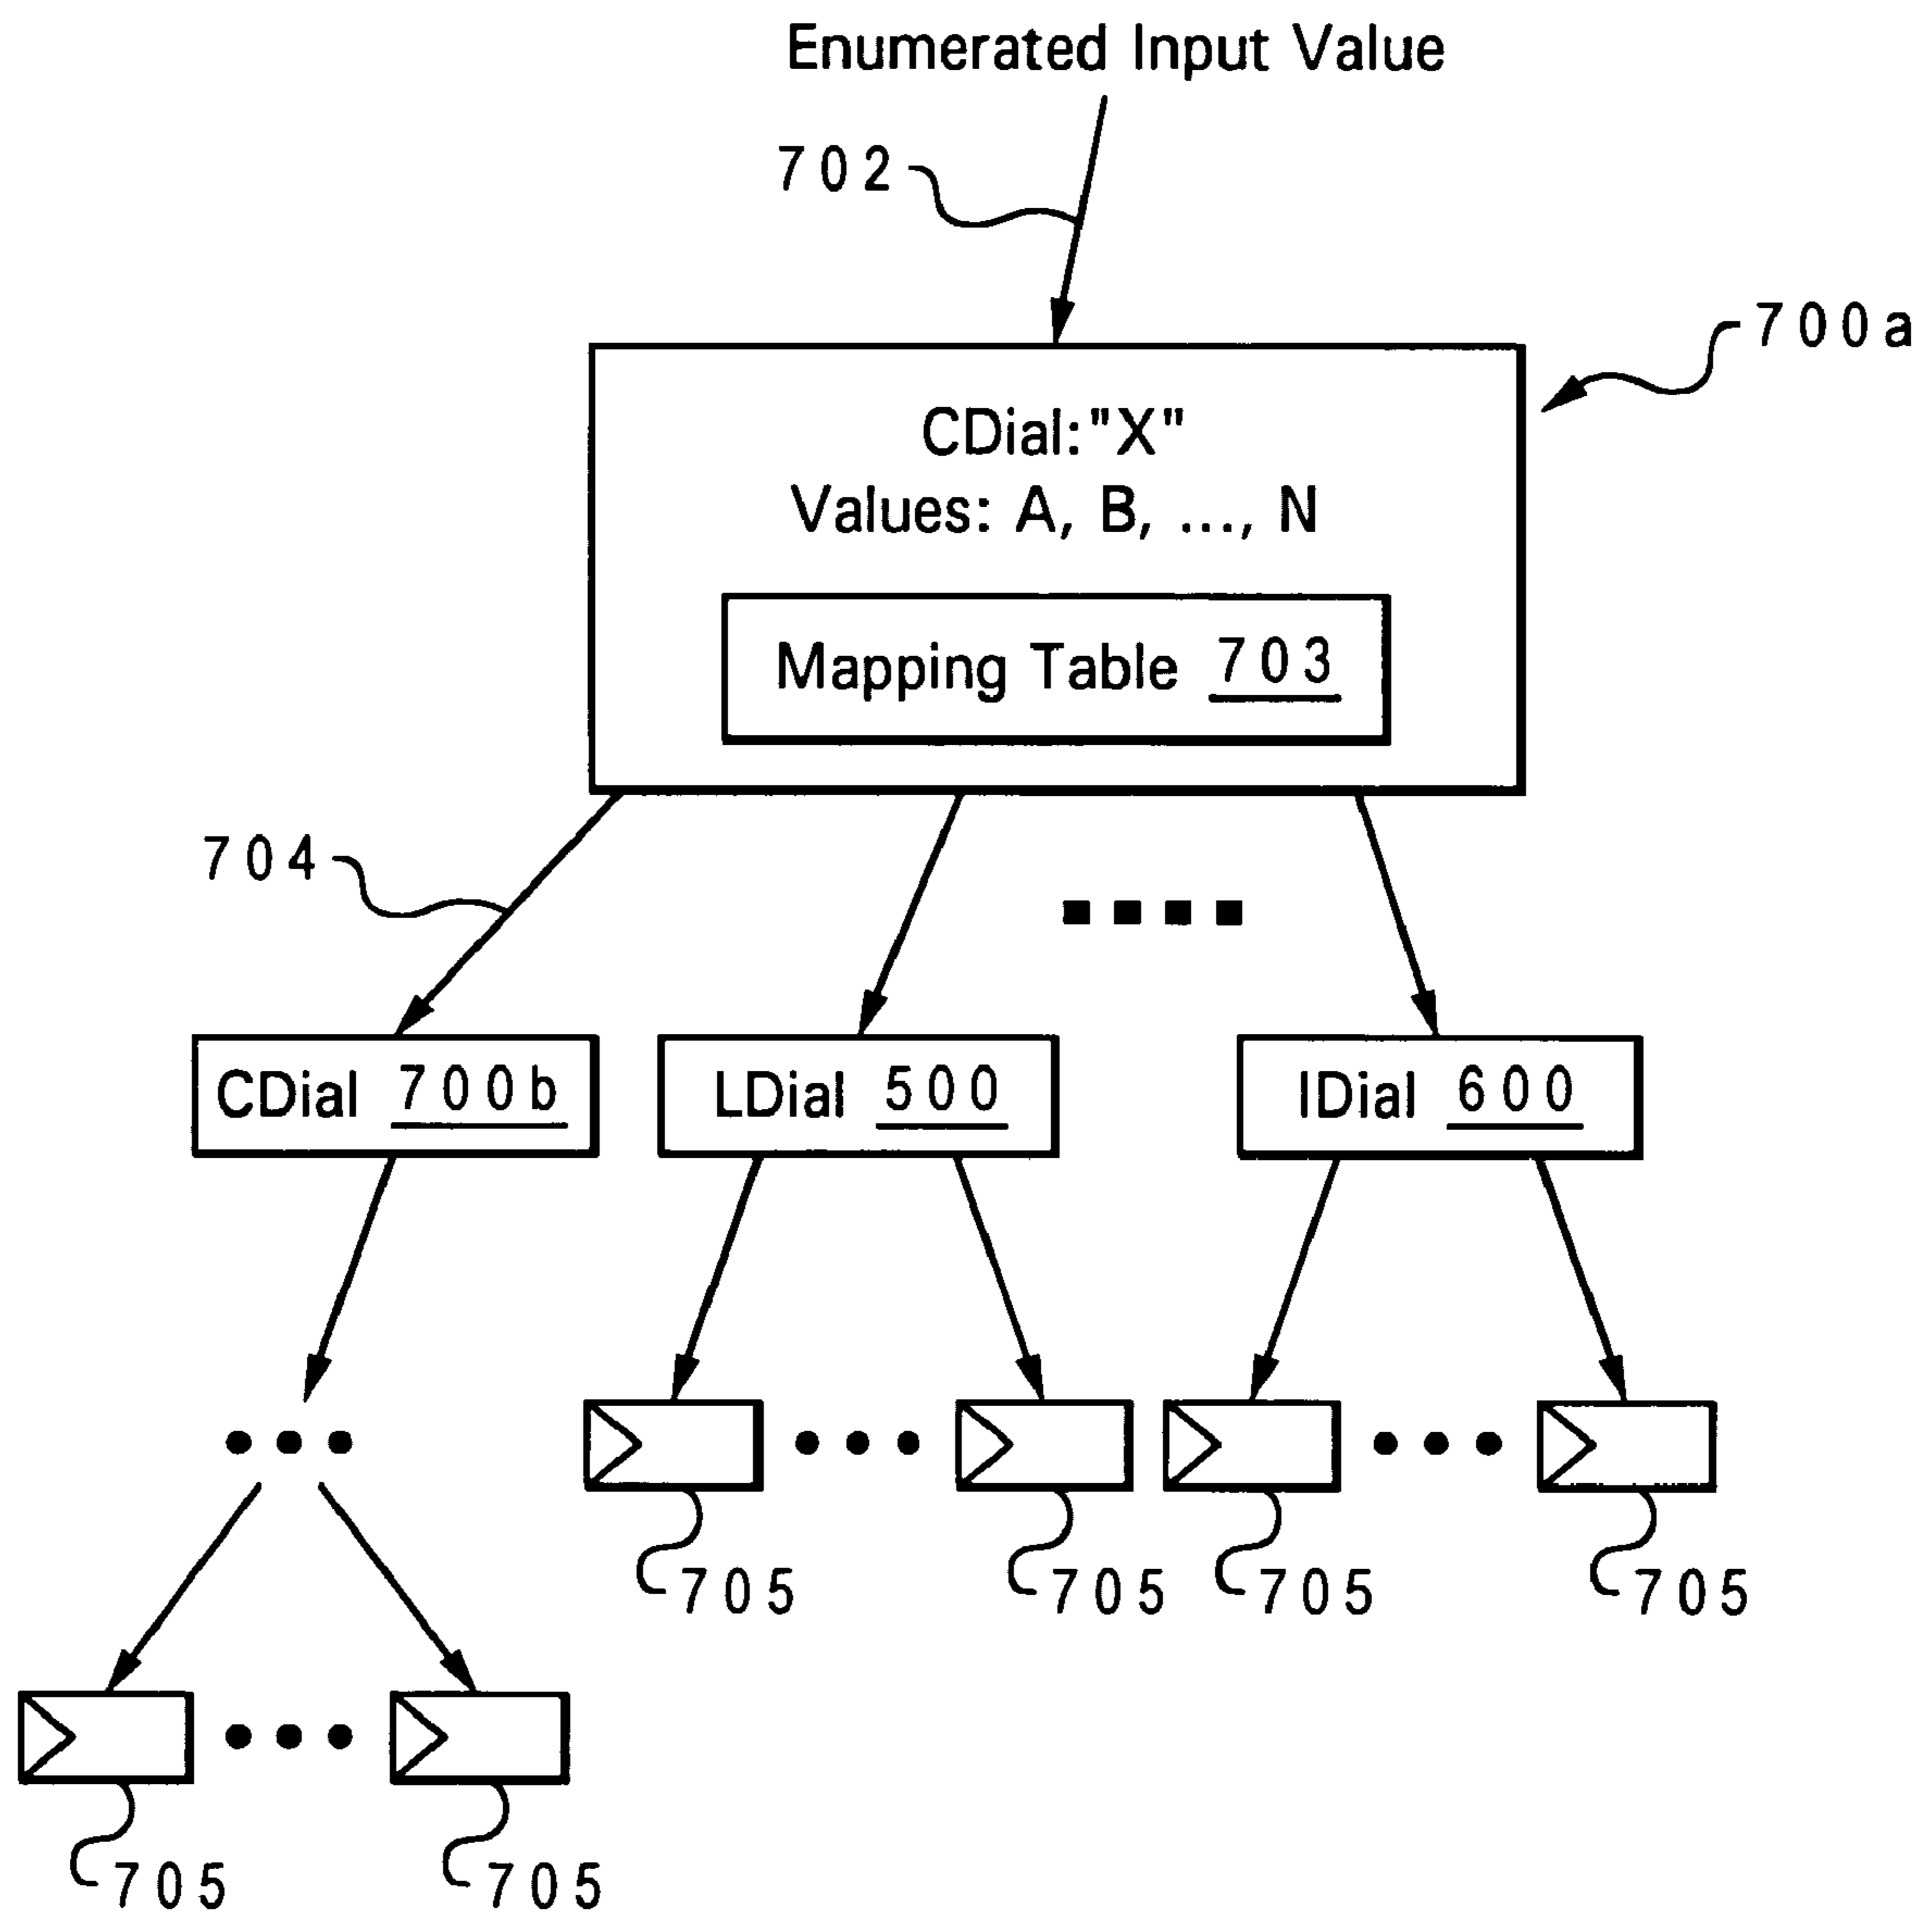 Enumerated Input Value
702
700a
CDial:"X"
Values: A, B, ..., N
Mapping Table 703
704
CDial 700b
LDial 500
IDial 600
705 705 705 705
705 705